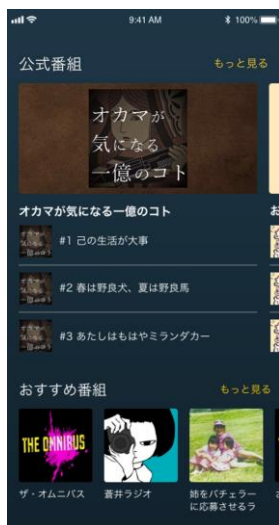 9:41 AM
100%
公式番組
もっと見る
オカマが
気になる
一億のコト
オカマが気になる一億のコト
お
#1 己の生活が大事
#2 春は野良犬、夏は野良馬
#3 あたしはもはやミランダカー
おすすめ番組
もっと見る
THE OMNIBUS
ザ・オムニバス
蒼井ラジオ
姉をバチェラー
に応募させるラ